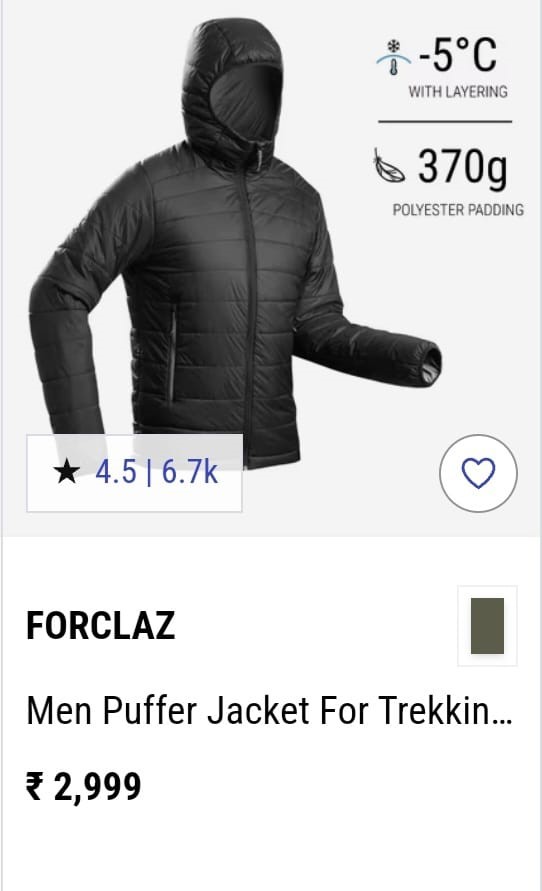 -5°C
WITH LAYERING
370g
POLYESTER PADDING
★ 4.5 | 6.7k
FORCLAZ
Men Puffer Jacket For Trekkin...
₹ 2,999